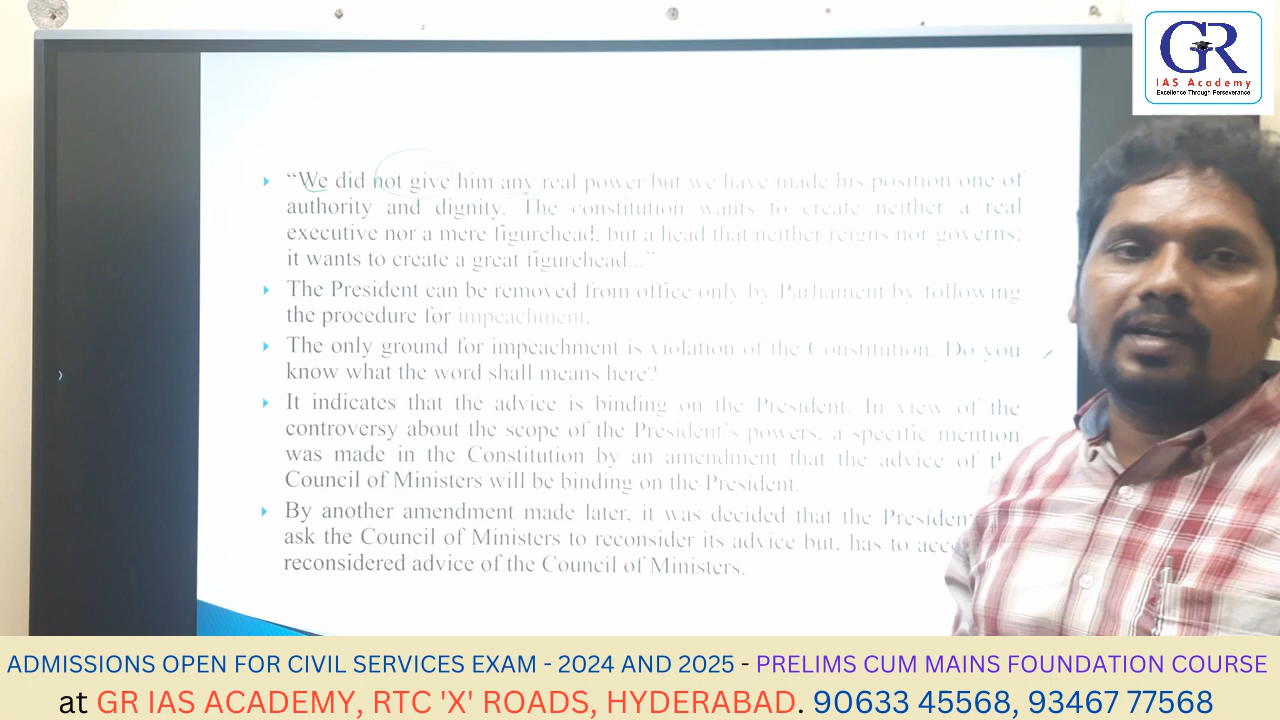 GR
IAS Academy
Excellence Through Perseverance
“We did not give him any real power but we have made his position one of
authority and dignity. The constitution wants to create neither a real
executive nor a mere figurehead, but a head that neither reigns nor governs;
it wants to create a great figurehead...”
The President can be removed from office only by Parliament by following
the procedure for impeachment.
The only ground for impeachment is violation of the Constitution. Do you
know what the word shall means here?
It indicates that the advice is binding on the President. In view of the
controversy about the scope of the President's powers, a specific mention
was made in the Constitution by an amendment that the advice of
Council of Ministers will be binding on the President.
By another amendment made later, it was decided that the President
ask the Council of Ministers to reconsider its advice but, has to
reconsidered advice of the Council of Ministers.
ADMISSIONS OPEN FOR CIVIL SERVICES EXAM - 2024 AND 2025 - PRELIMS CUM MAINS FOUNDATION COURSE
at GR IAS ACADEMY, RTC 'X' ROADS, HYDERABAD. 90633 45568, 93467 77568